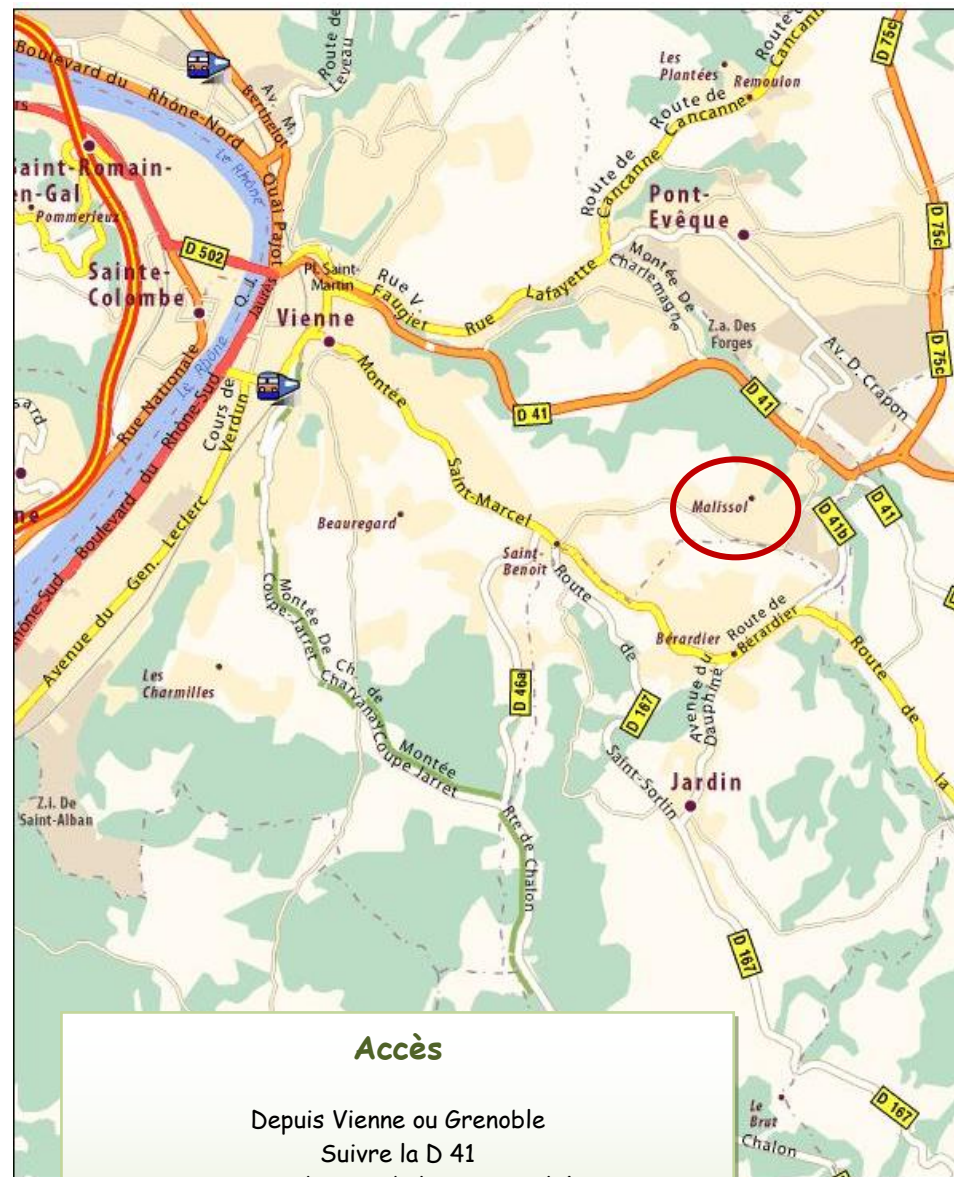 Boulevard du Rhône-Nord
Av. M. Berthelot
Route de Leveau
Le Rhône
Saint-Romain-
en-Gal
Pommerieux
Quai Pajot
D 502
Sainte-
Colombe
Q. J. Jaurès
Pl. Saint-
Martin
Vienne
Rue V.
Faugier
Rue Lafayette
Route de
Cancanne
Route de
Cancanne
Route de
Cancanne
Les
Plantées
Remoulon
D 75c
D 75c
D 75c
Pont-
Evêque
Montée De
Charlemagne
Z.a. Des
Forges
Av. D. Crapon
D 41
D 41
D 41
D 41b
Malissol
Le Rhône
Rue Nationale
Boulevard du Rhône-Sud
Rhône-Sud
Cours de
Verdun
Avenue du Gen. Leclerc
Montée Saint-Marcel
Beauregard
Saint-
Benoit
Route de
Saint-Sorlin
D 167
Bérardier
Route de
Bérardier
Avenue du
Dauphiné
Route de la
Les
Charmilles
Montée De
Coupe-Jarret
Ch. de
Charranay
Montée
Coupe Jarret
D 46a
Rte de Chalon
Jardin
Z.i. De
Saint-Alban
D 167
D 167
Le
Brut
Chalon
Accès
Depuis Vienne ou Grenoble
Suivre la D 41